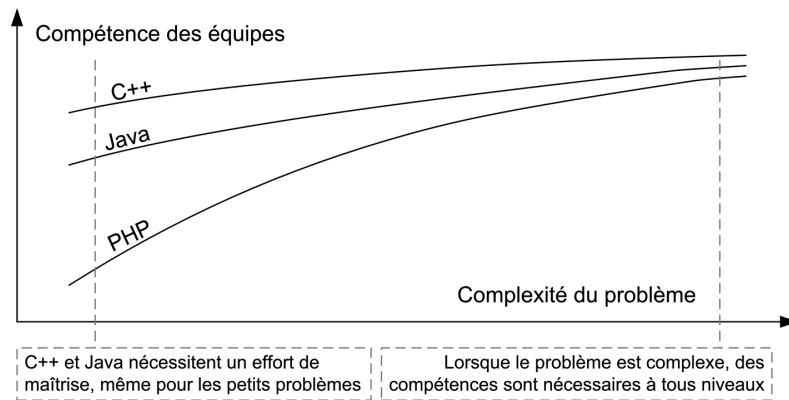 Compétence des équipes
C++
Java
PHP
Complexité du problème
C++ et Java nécessitent un effort de
maîtrise, même pour les petits problèmes
Lorsque le problème est complexe, des
compétences sont nécessaires à tous niveaux